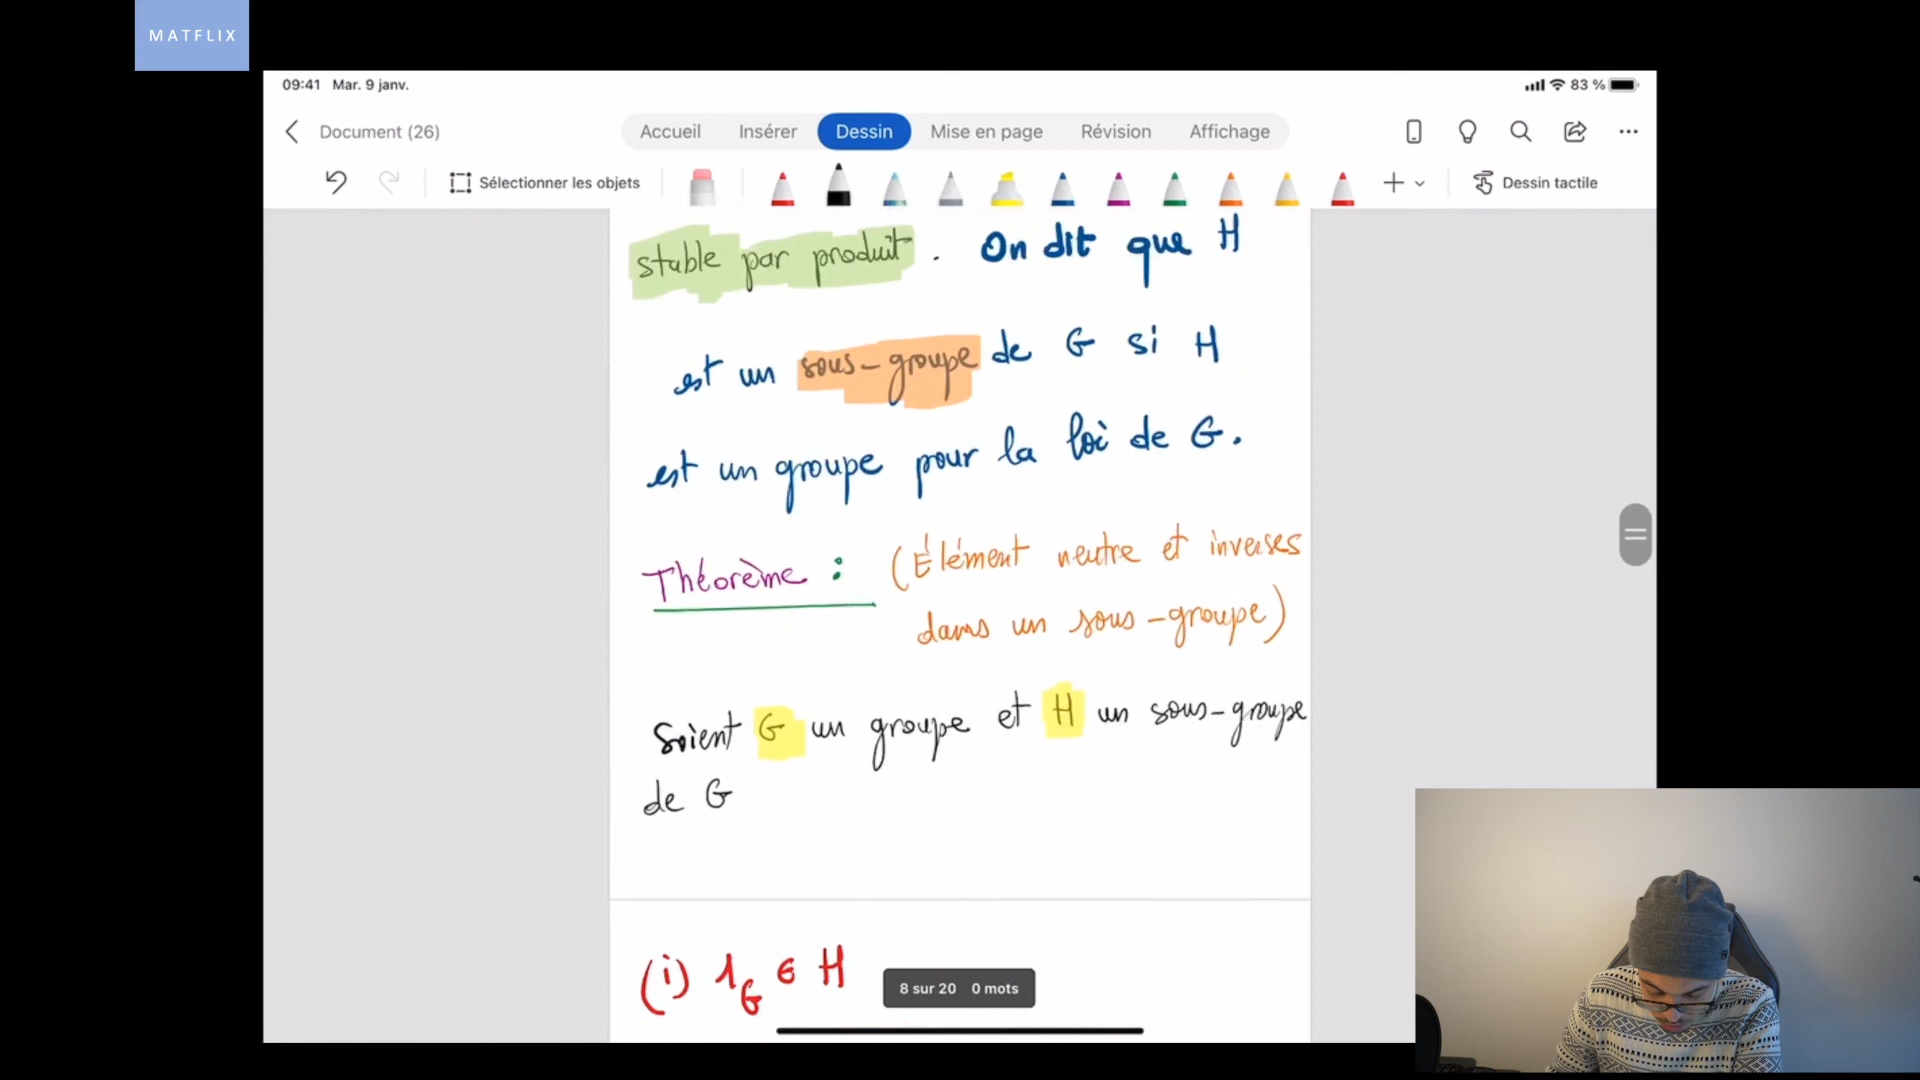 MATFLIX
09:41 Mar. 9 janv.
83 %
Document (26)
Accueil Insérer Dessin Mise en page Révision Affichage
Sélectionner les objets
Dessin tactile
stable par produit. On dit que H
est un sous-groupe de G si H
est un groupe pour la loi de G.
Théorème : (Élément neutre et inverses
dans un sous-groupe)
Soient G un groupe et H un sous-groupe
de G
(i) 1_G ∈ H
8 sur 20 0 mots